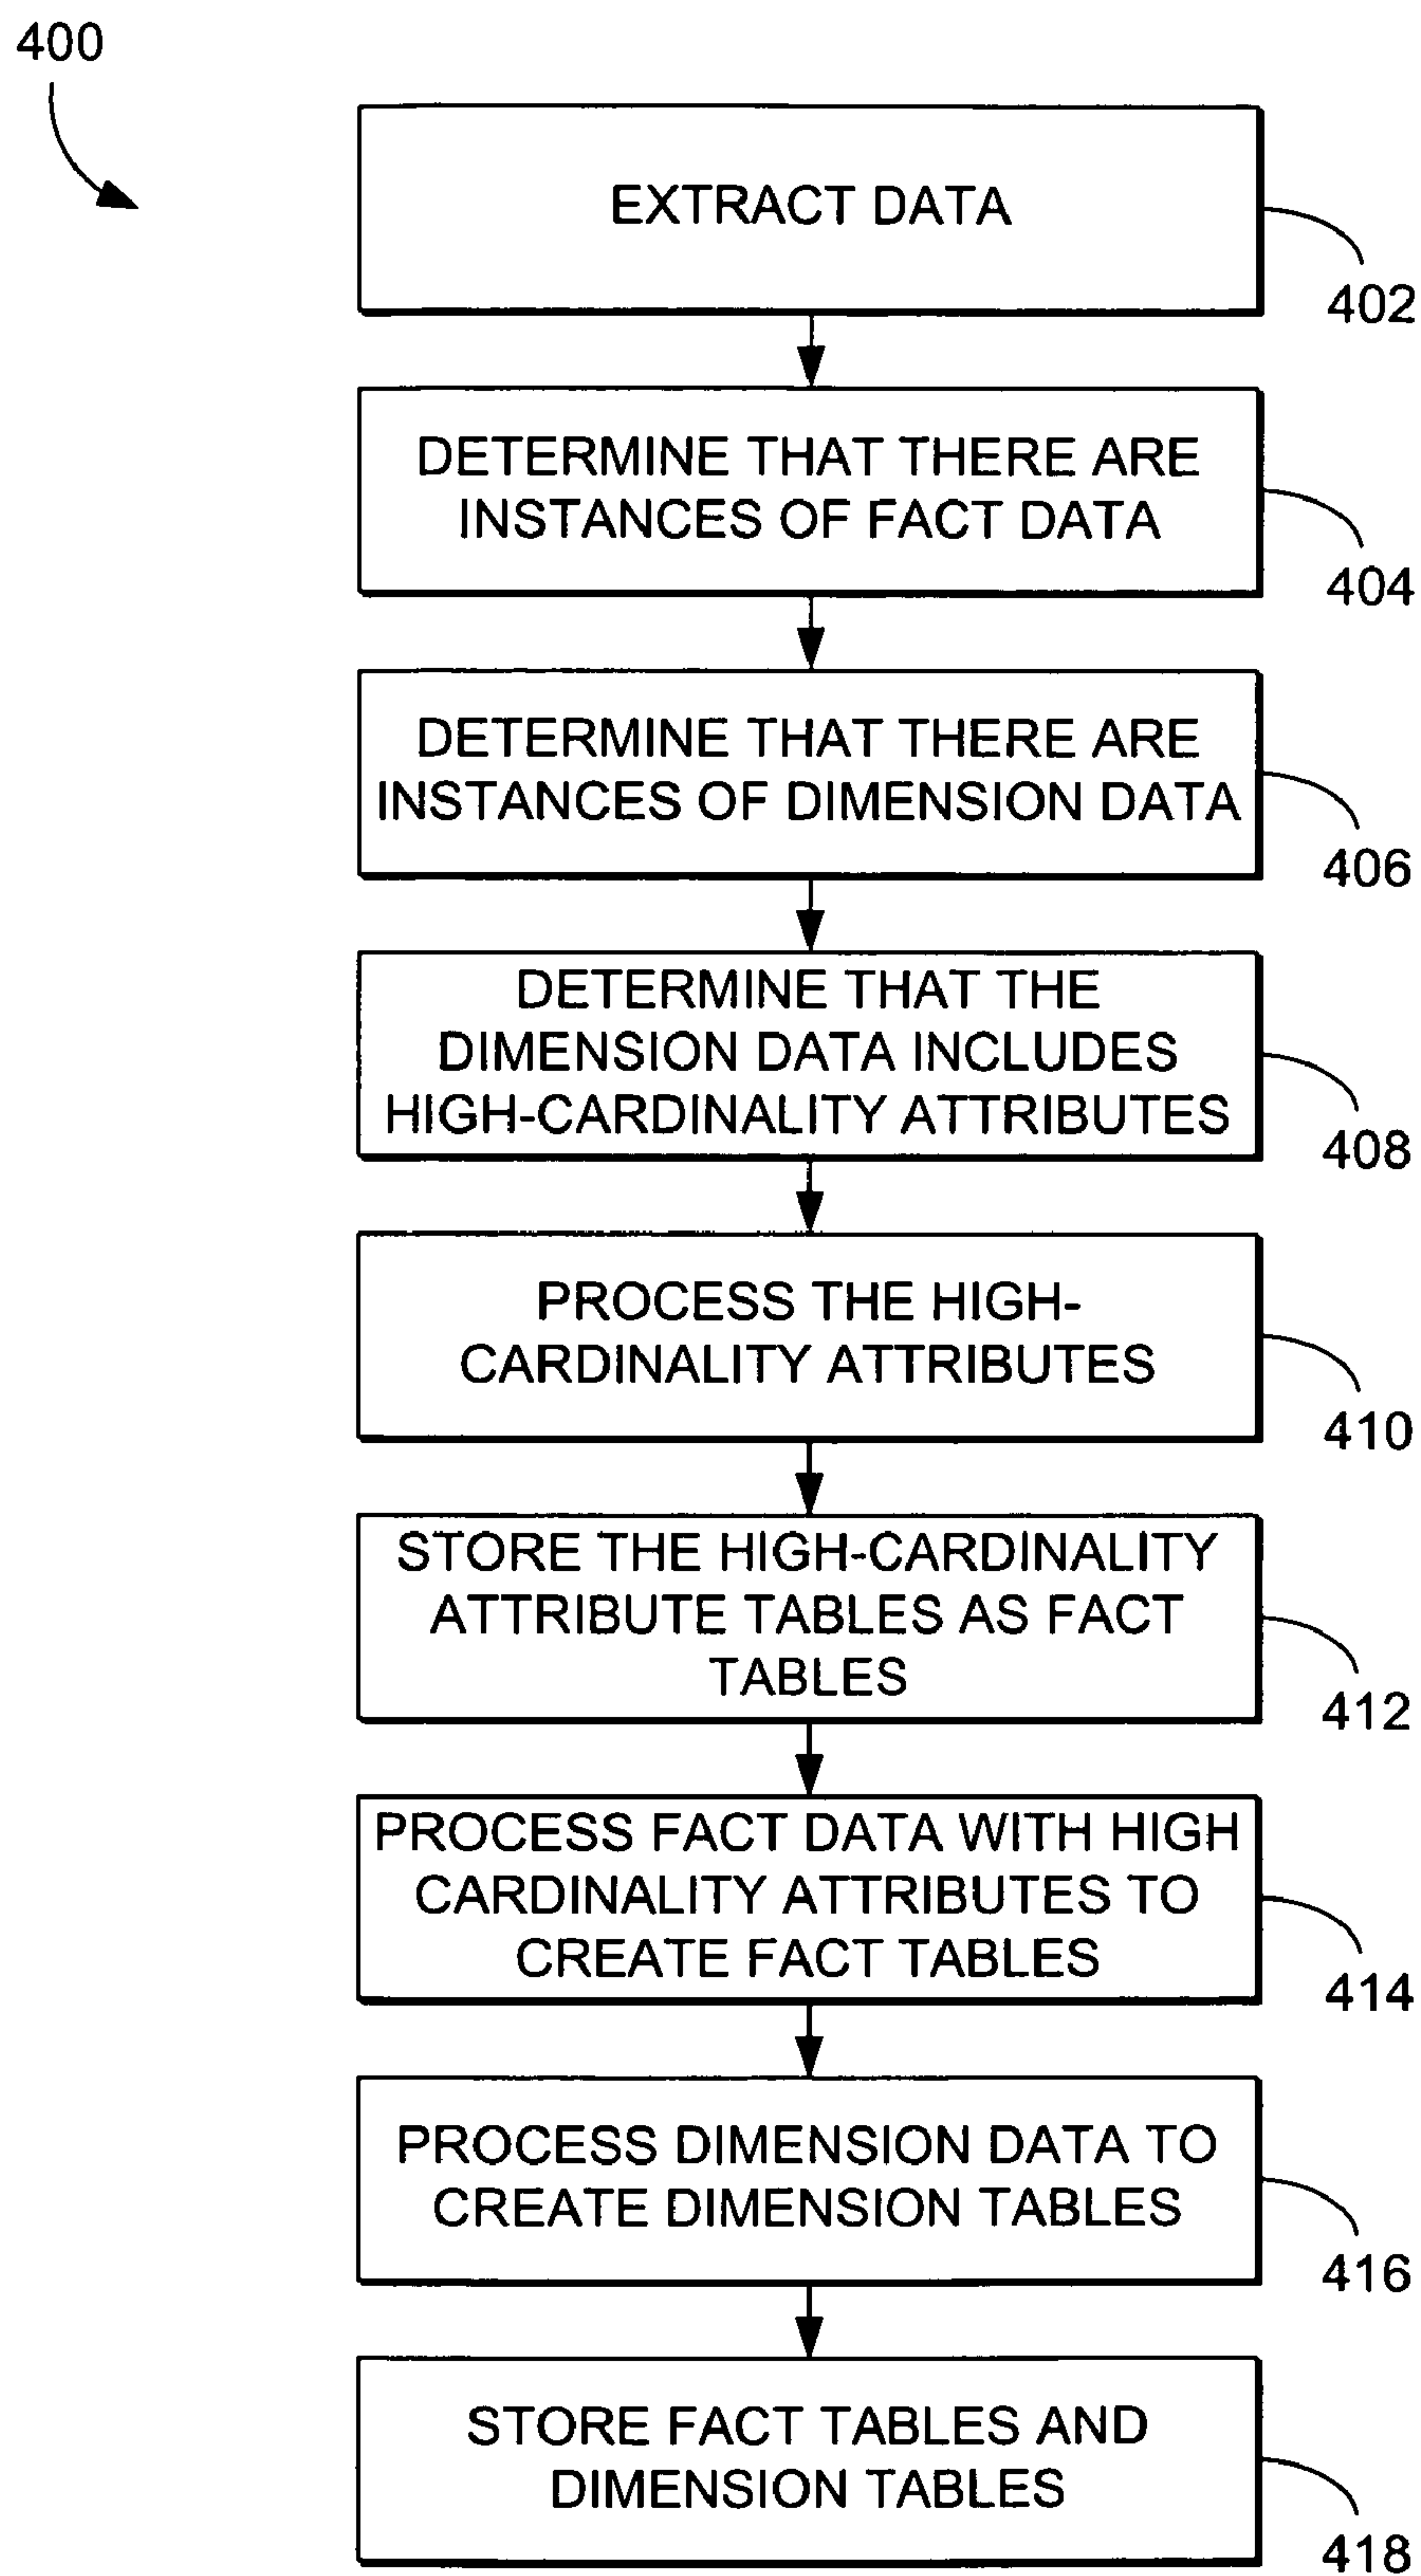 400
EXTRACT DATA
402
DETERMINE THAT THERE ARE
INSTANCES OF FACT DATA
404
DETERMINE THAT THERE ARE
INSTANCES OF DIMENSION DATA
406
DETERMINE THAT THE
DIMENSION DATA INCLUDES
HIGH-CARDINALITY ATTRIBUTES
408
PROCESS THE HIGH-
CARDINALITY ATTRIBUTES
410
STORE THE HIGH-CARDINALITY
ATTRIBUTE TABLES AS FACT
TABLES
412
PROCESS FACT DATA WITH HIGH
CARDINALITY ATTRIBUTES TO
CREATE FACT TABLES
414
PROCESS DIMENSION DATA TO
CREATE DIMENSION TABLES
416
STORE FACT TABLES AND
DIMENSION TABLES
418